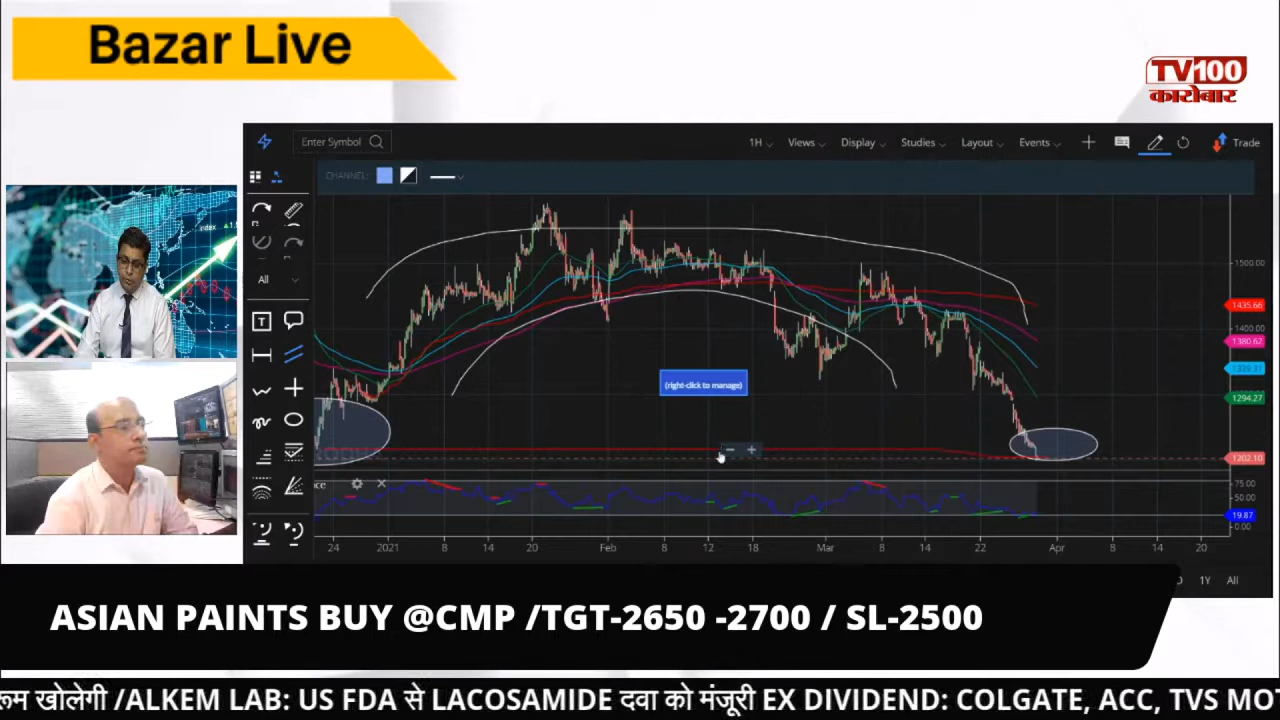 Bazar Live
TV100
कारोबार
Enter Symbol
1H
Views
Display
Studies
Layout
Events
Trade
CHANNEL:
All
T
(right-click to manage)
1500.00
1435.66
1400.00
1380.62
1339.31
1294.27
1202.10
75.00
50.00
19.87
0.00
24 2021 8 14 20 Feb 8 12 18 Mar 8 14 22 Apr 8 14 20
1Y All
ASIAN PAINTS BUY @CMP /TGT-2650 -2700 / SL-2500
रूम खोलेगी /ALKEM LAB: US FDA से LACOSAMIDE दवा को मंजूरी EX DIVIDEND: COLGATE, ACC, TVS MO